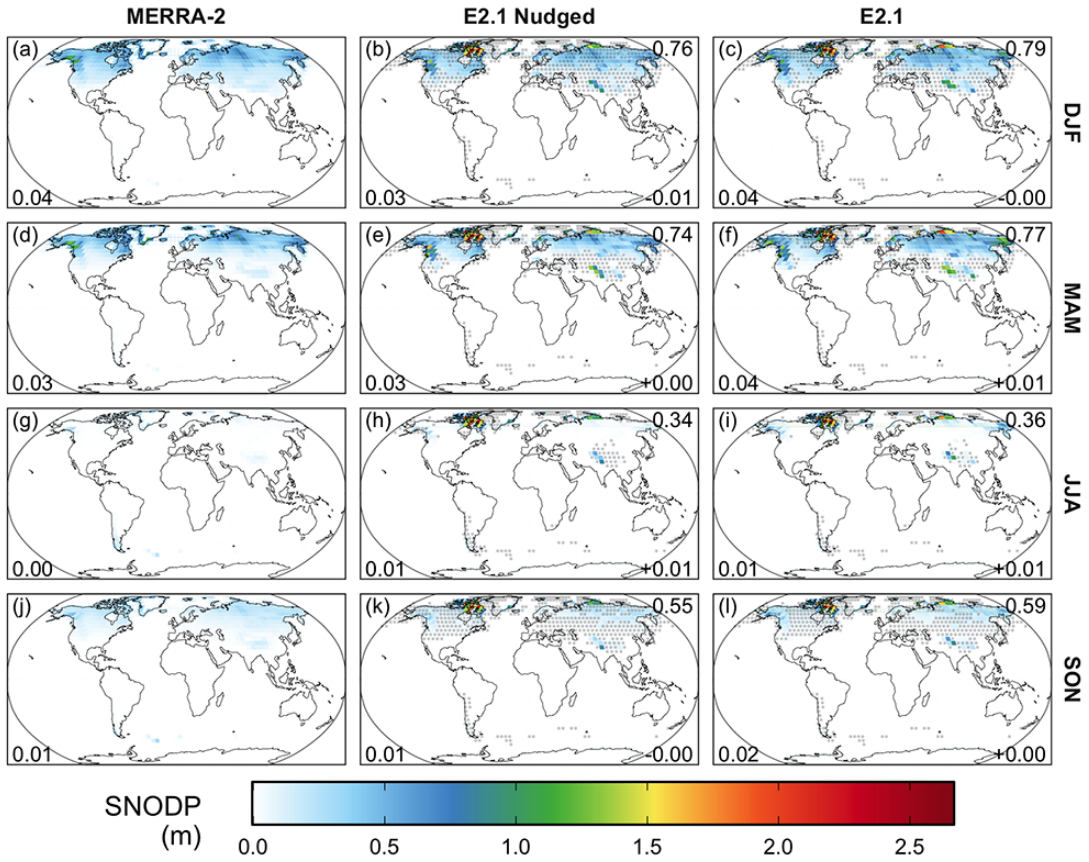 MERRA-2 E2.1 Nudged E2.1
(a) (b) 0.76 (c) 0.79
DJF
0.04 0.03 -0.01 0.04 -0.00
(d) (e) 0.74 (f) 0.77
MAM
0.03 0.03 +0.00 0.04 +0.01
(g) (h) 0.34 (i) 0.36
JJA
0.00 0.01 +0.01 0.01 +0.01
(j) (k) 0.55 (l) 0.59
SON
0.01 0.01 -0.00 0.02 +0.00
SNODP
(m)
0.0 0.5 1.0 1.5 2.0 2.5